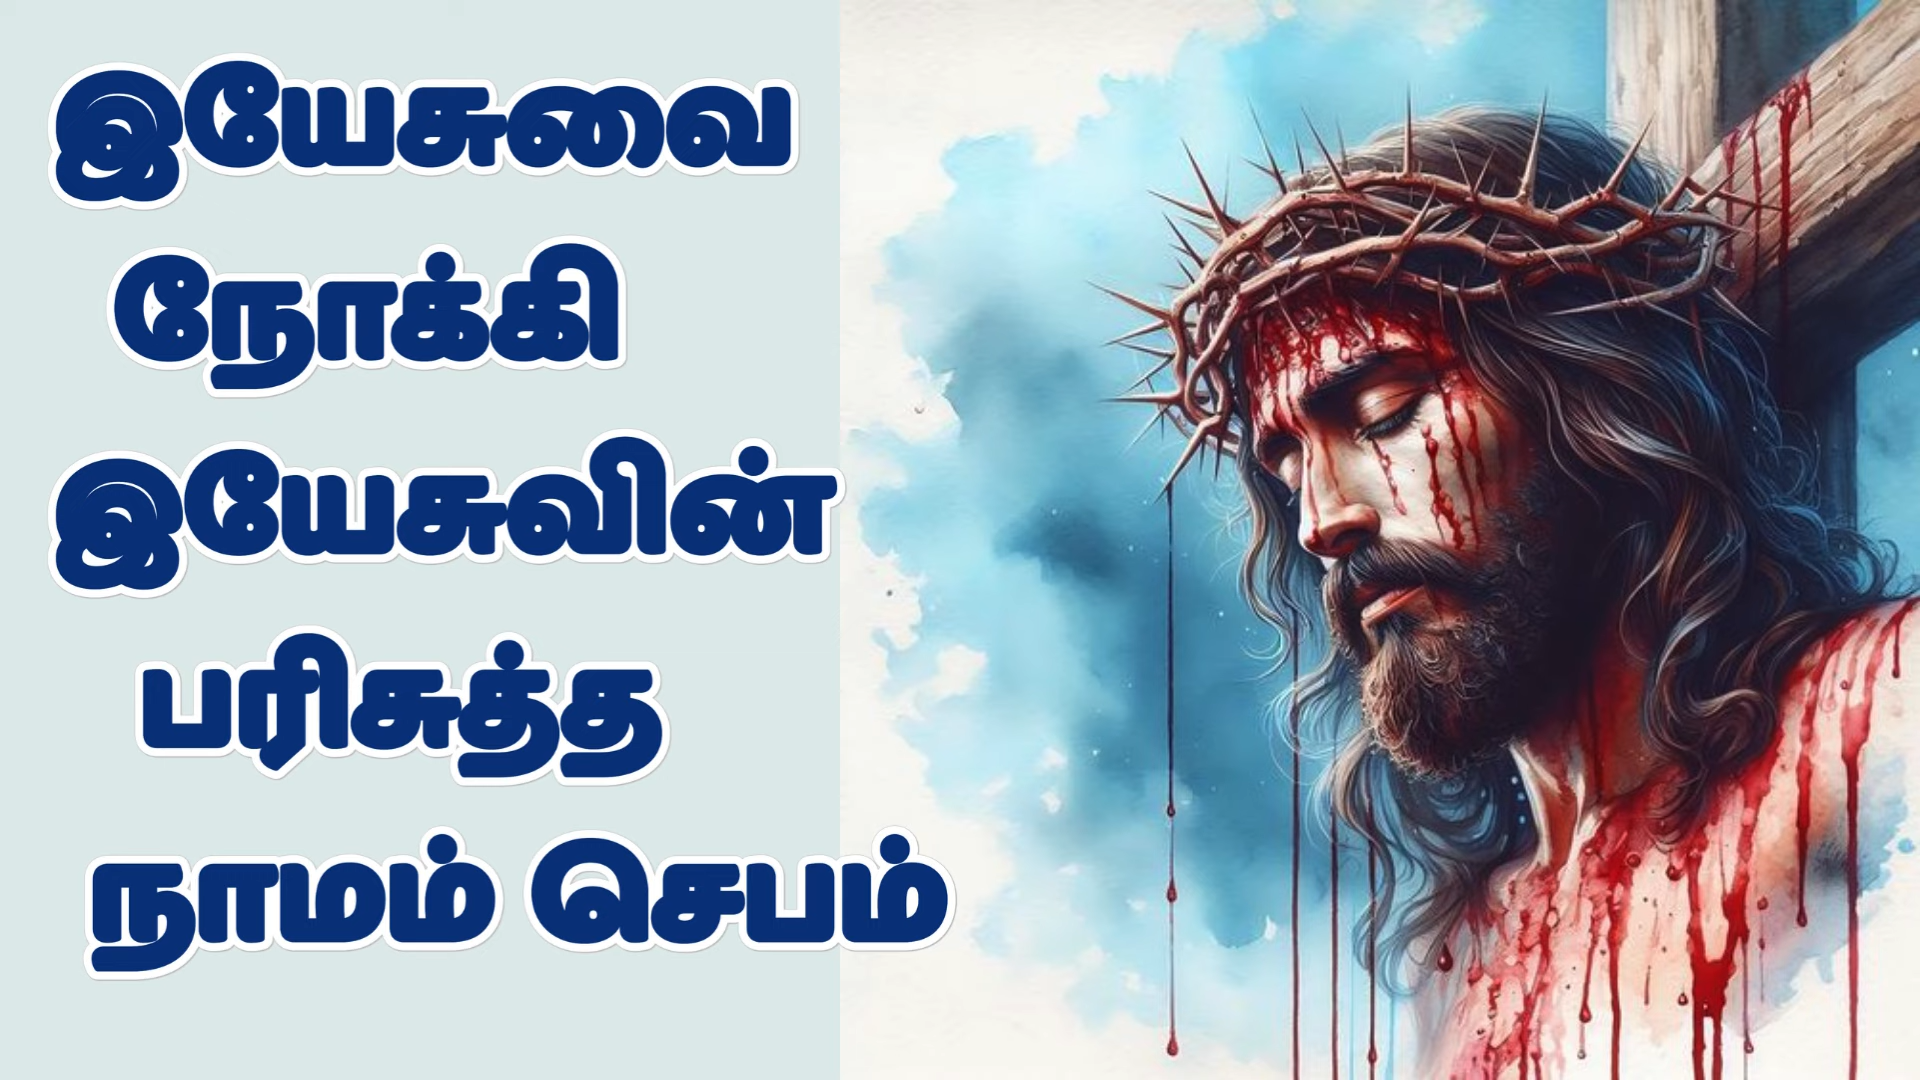 இயேசுவை
நோக்கி
இயேசுவின்
பரிசுத்த
நாமம் செபம்